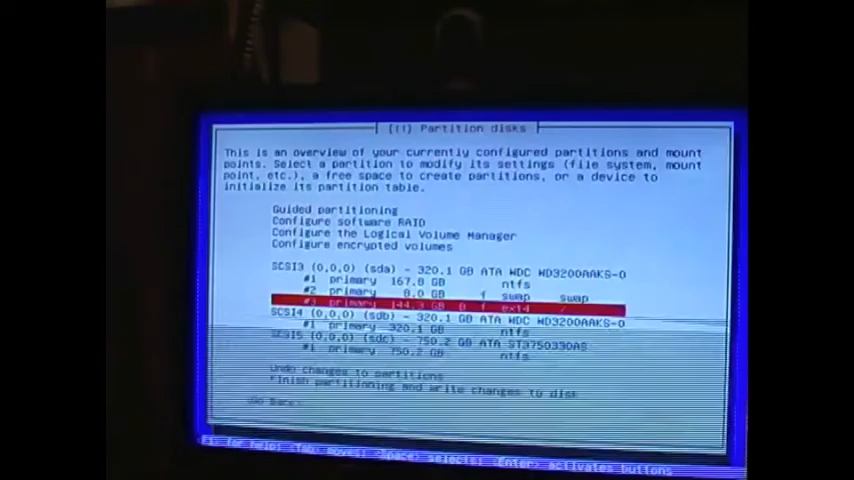 [!!] Partition disks
This is an overview of your currently configured partitions and mount
points. Select a partition to modify its settings (file system, mount
point, etc.), a free space to create partitions, or a device to
initialize its partition table.
Guided partitioning
Configure software RAID
Configure the Logical Volume Manager
Configure encrypted volumes
SCSI3 (0,0,0) (sda) - 320.1 GB ATA WDC WD3200AAKS-0
#1 primary 167.8 GB ntfs
#2 primary 8.0 GB f swap swap
#3 primary 144.3 GB B f ext4 /
SCSI4 (0,0,0) (sdb) - 320.1 GB ATA WDC WD3200AAKS-0
#1 primary 320.1 GB ntfs
SCSI5 (0,0,0) (sdc) - 750.2 GB ATA ST3750330AS
#1 primary 750.2 GB ntfs
Undo changes to partitions
Finish partitioning and write changes to disk
<Go Back>
<F1> for help; <Tab> moves; <Space> selects; <Enter> activates buttons